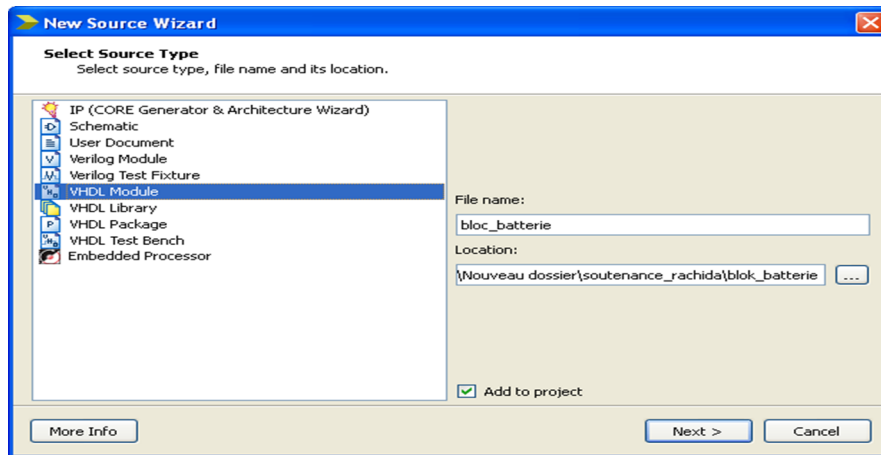 New Source Wizard
Select Source Type
Select source type, file name and its location.
IP (CORE Generator & Architecture Wizard)
Schematic
User Document
Verilog Module
Verilog Test Fixture
VHDL Module
VHDL Library
VHDL Package
VHDL Test Bench
Embedded Processor
File name:
bloc_batterie
Location:
\Nouveau dossier\soutenance_rachida\blok_batterie
...
Add to project
More Info
Next >
Cancel